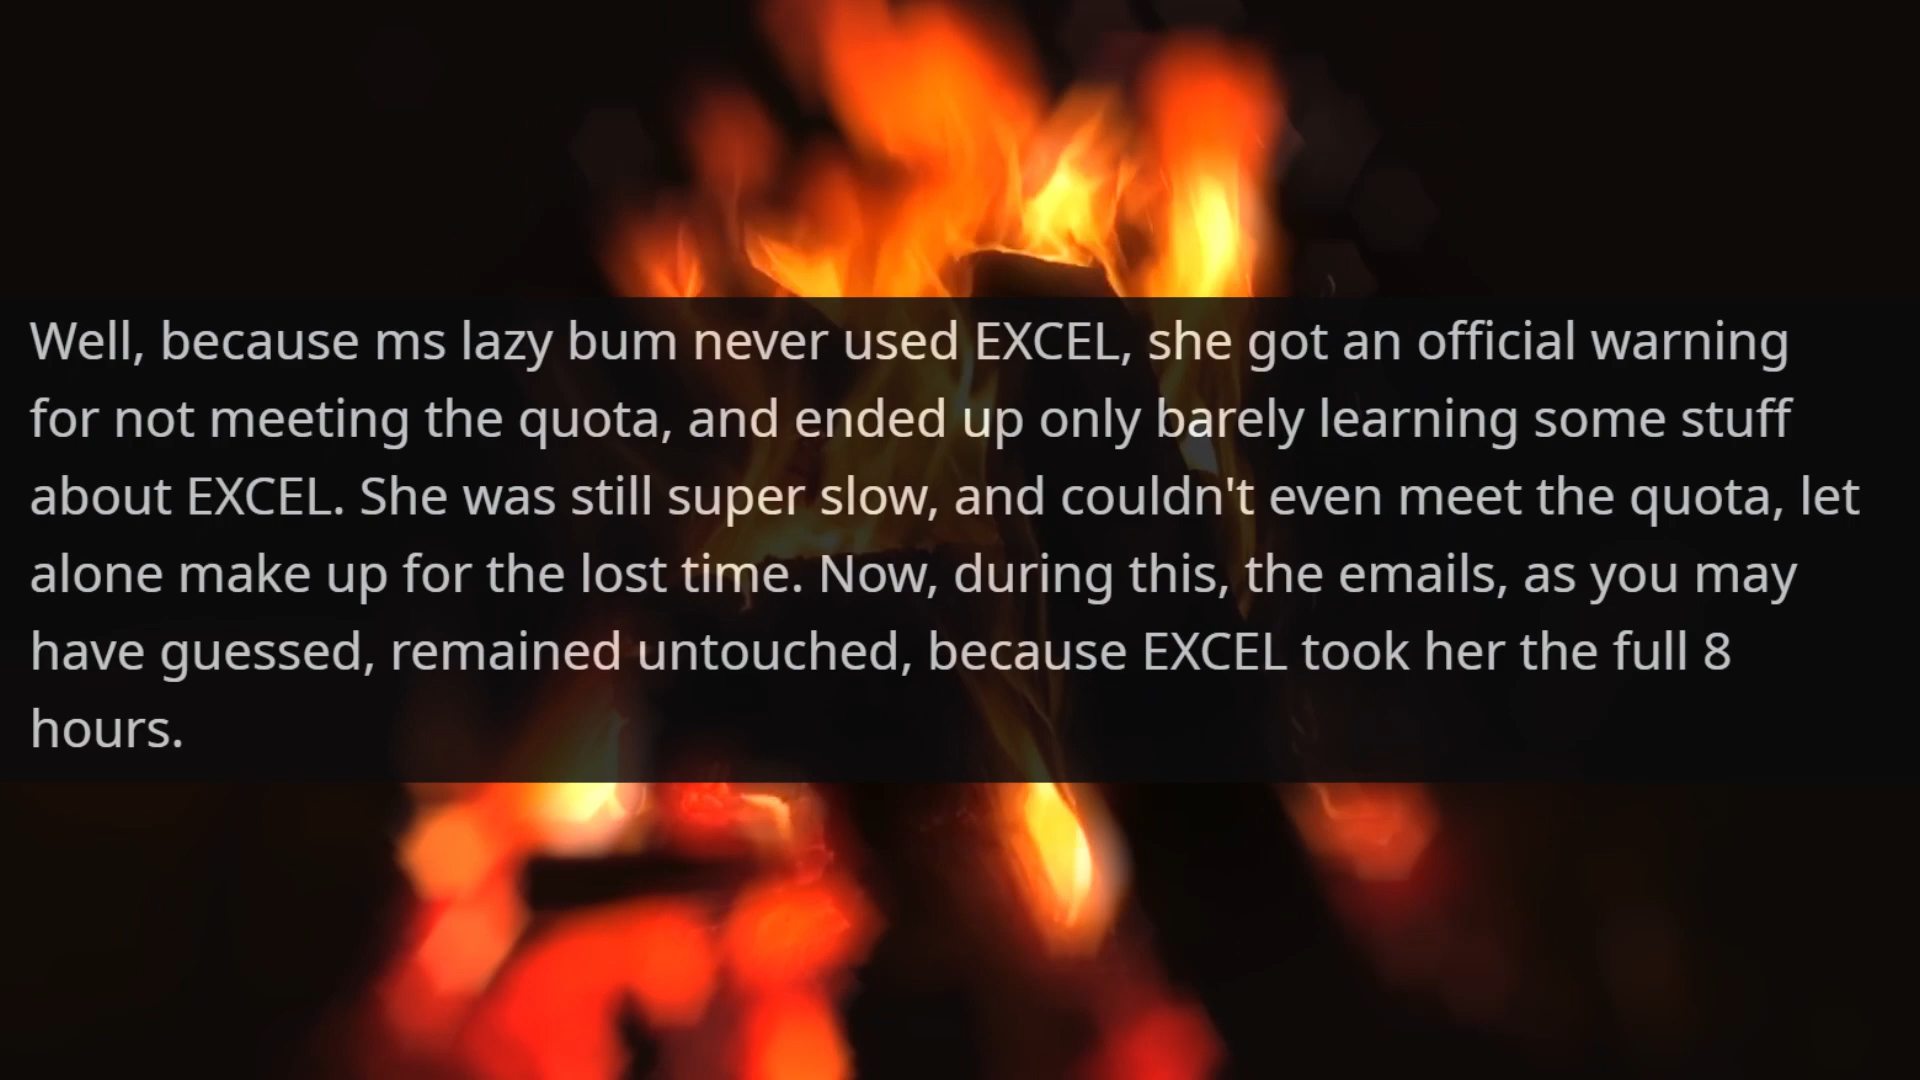 Well, because ms lazy bum never used EXCEL, she got an official warning
for not meeting the quota, and ended up only barely learning some stuff
about EXCEL. She was still super slow, and couldn't even meet the quota, let
alone make up for the lost time. Now, during this, the emails, as you may
have guessed, remained untouched, because EXCEL took her the full 8
hours.